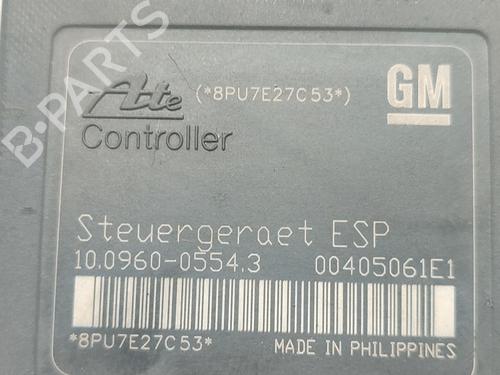 B-PARTS
Ate (*8PU7E27C53*) GM
Controller
Steuergeraet ESP
10.0960-0554.3 00405061E1
*8PU7E27C53* MADE IN PHILIPPINES